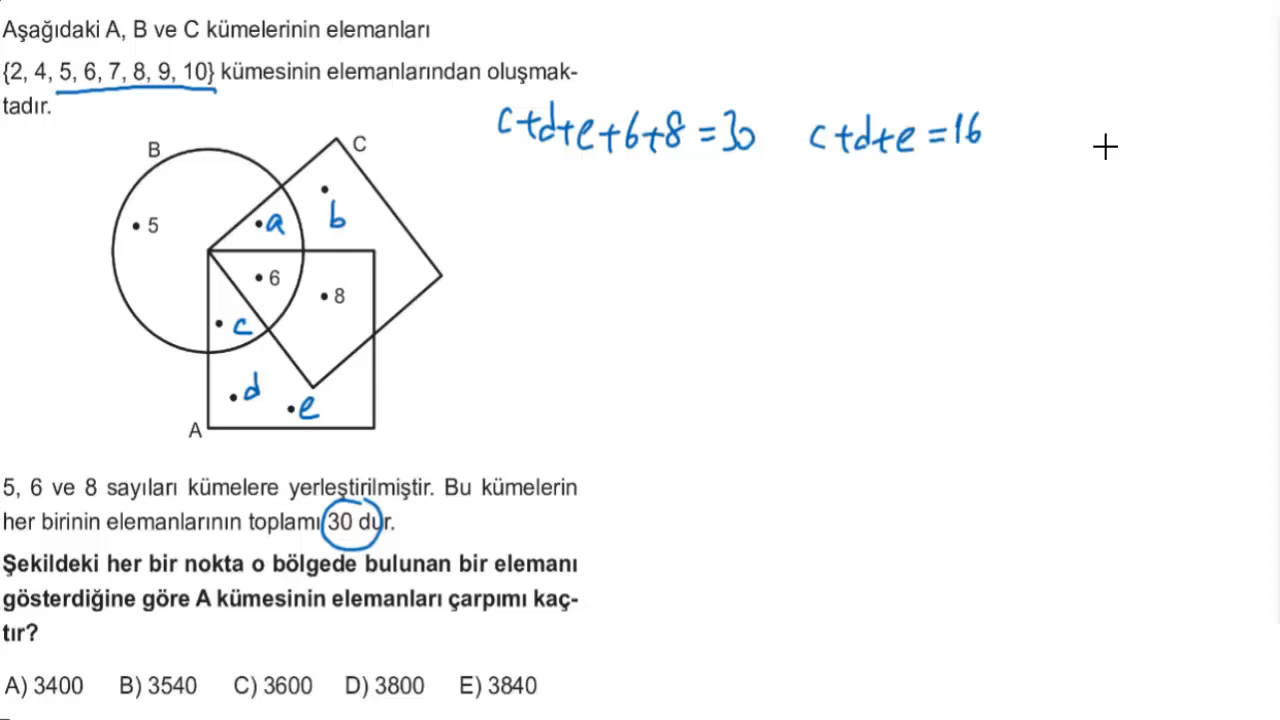 Aşağıdaki A, B ve C kümelerinin elemanları
{2, 4, 5, 6, 7, 8, 9, 10} kümesinin elemanlarından oluşmak-
tadır.
c+d+e+6+8=30 c+d+e=16
B
C
5
a
b
6
8
c
d
e
A
5, 6 ve 8 sayıları kümelere yerleştirilmiştir. Bu kümelerin
her birinin elemanlarının toplamı 30 dur.
Şekildeki her bir nokta o bölgede bulunan bir elemanı
gösterdiğine göre A kümesinin elemanları çarpımı kaç-
tır?
A) 3400 B) 3540 C) 3600 D) 3800 E) 3840